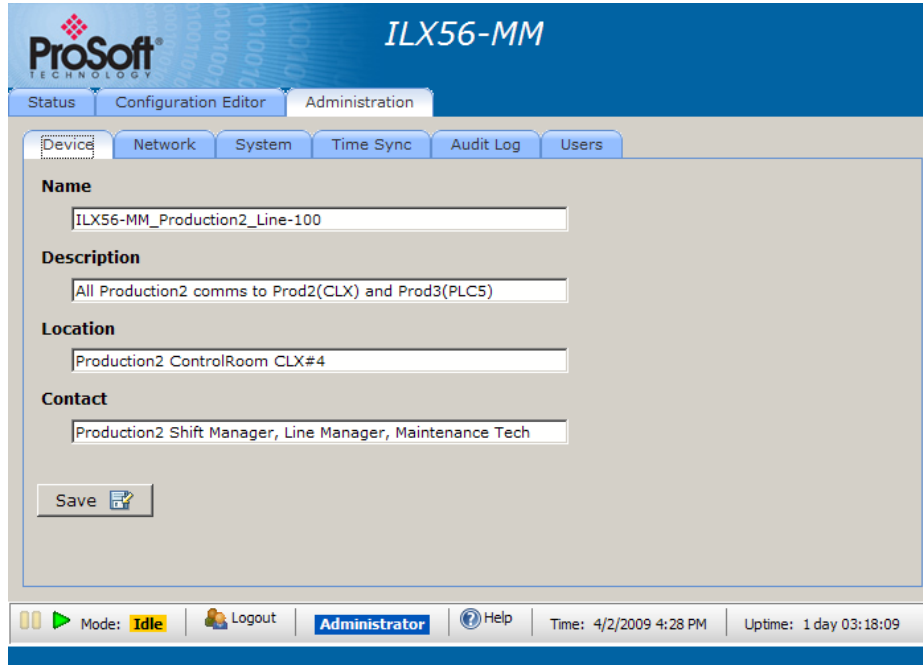 ProSoft®
TECHNOLOGY
ILX56-MM
Status Configuration Editor Administration
Device Network System Time Sync Audit Log Users
Name
ILX56-MM_Production2_Line-100
Description
All Production2 comms to Prod2(CLX) and Prod3(PLC5)
Location
Production2 ControlRoom CLX#4
Contact
Production2 Shift Manager, Line Manager, Maintenance Tech
Save
Mode: Idle Logout Administrator Help Time: 4/2/2009 4:28 PM Uptime: 1 day 03:18:09